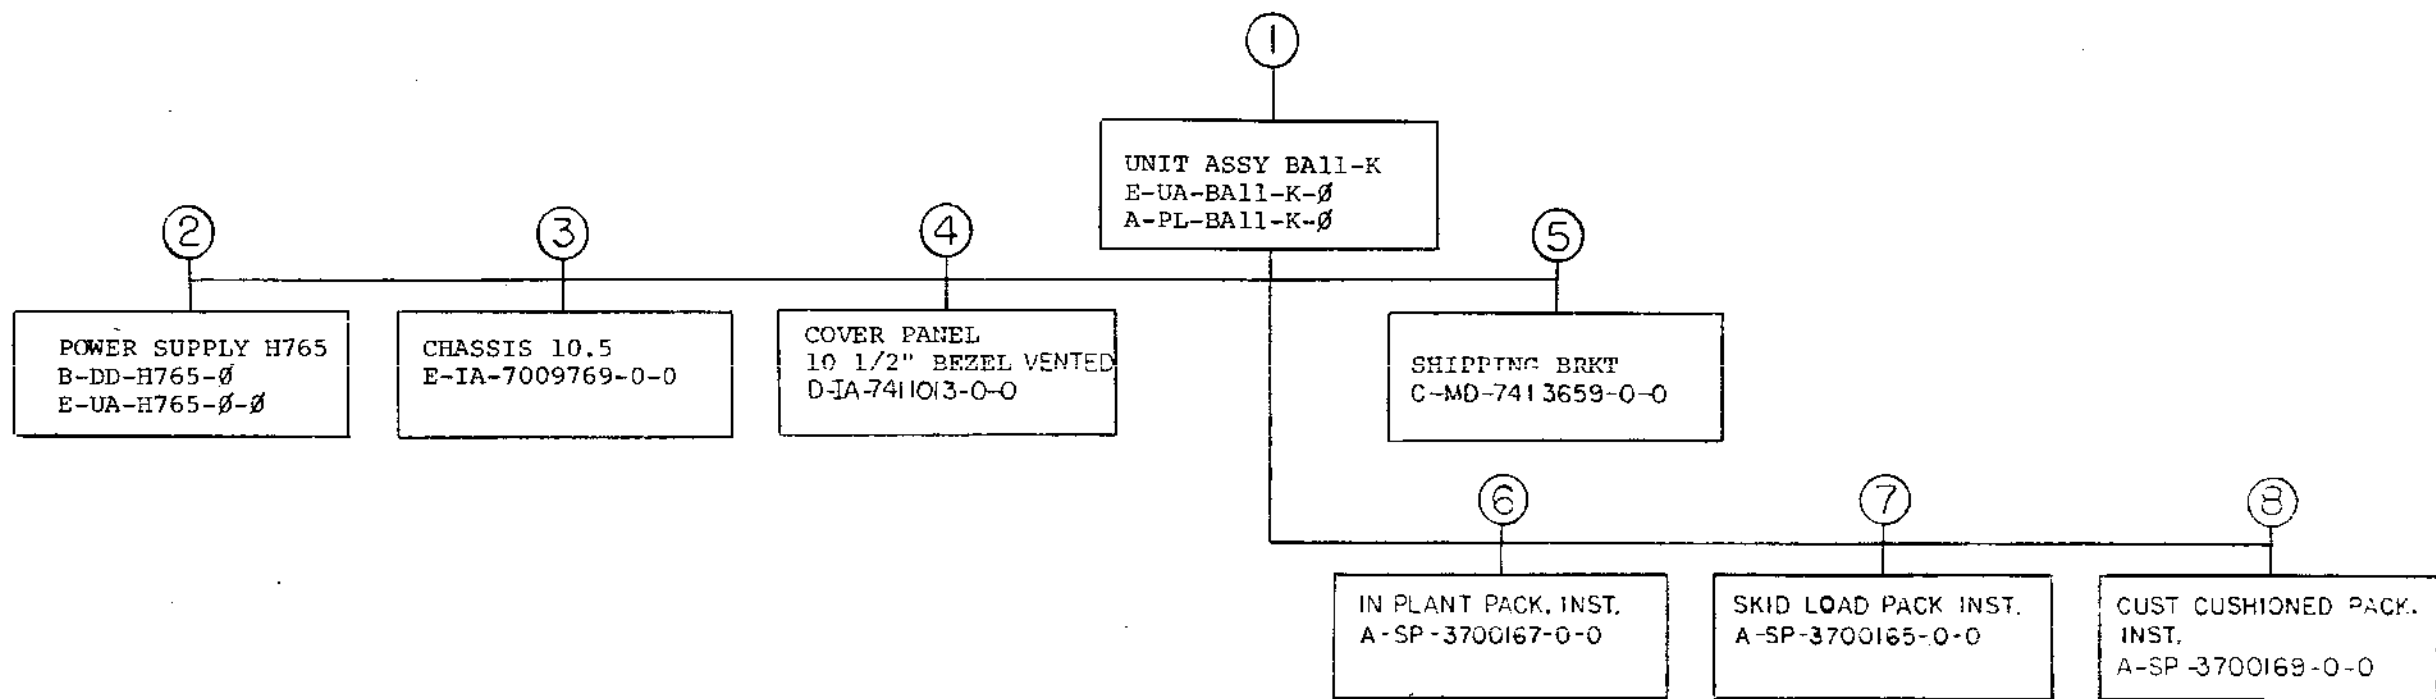 1
UNIT ASSY BA11-K
E-UA-BA11-K-Ø
A-PL-BA11-K-Ø
2
POWER SUPPLY H765
B-DD-H765-Ø
E-UA-H765-Ø-Ø
3
CHASSIS 10.5
E-IA-7009769-0-0
4
COVER PANEL
10 1/2" BEZEL VENTED
D-IA-7411013-0-0
5
SHIPPING BRKT
C-MD-7413659-0-0
6
IN PLANT PACK. INST.
A-SP-3700167-0-0
7
SKID LOAD PACK INST.
A-SP-3700165-0-0
8
CUST CUSHIONED PACK.
INST.
A-SP-3700169-0-0